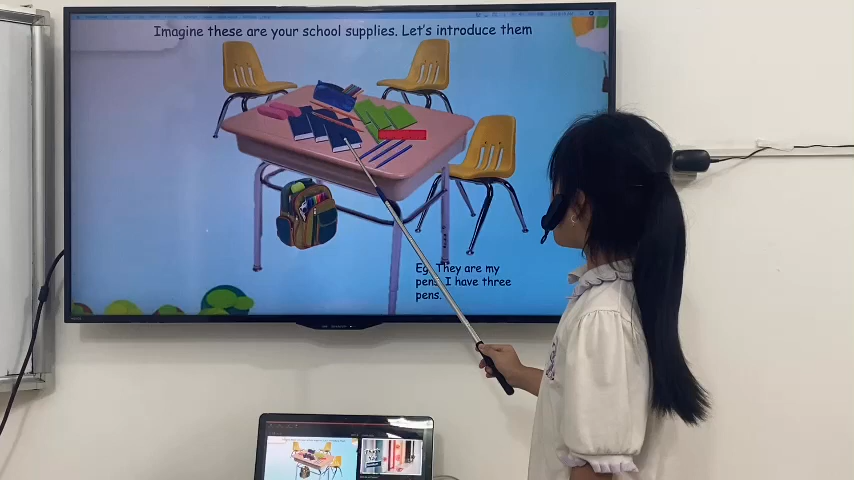 Imagine these are your school supplies. Let's introduce them
Eg. They are my
pens. I have three
pens.